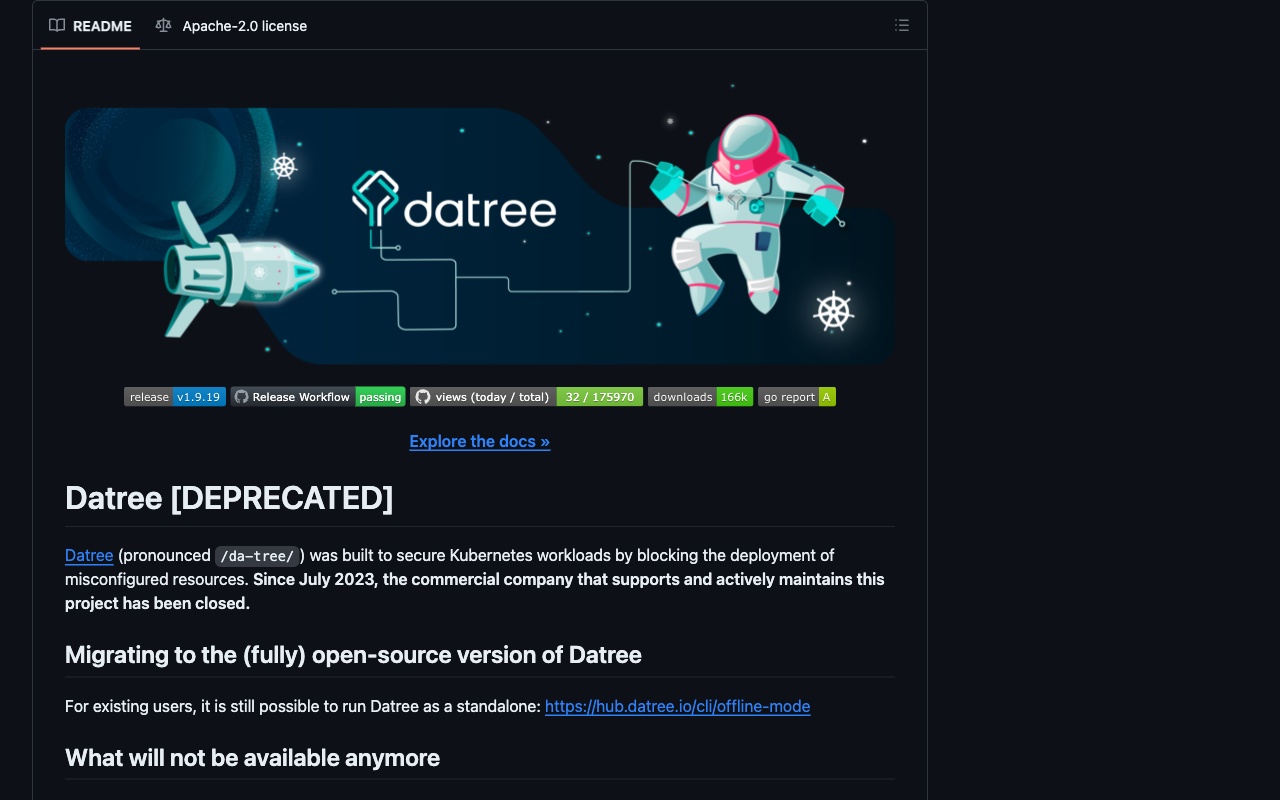 README
Apache-2.0 license
datree
release v1.9.19
Release Workflow passing
views (today / total) 32 / 175970
downloads 166k
go report A
Explore the docs »
Datree [DEPRECATED]
Datree (pronounced /da-tree/) was built to secure Kubernetes workloads by blocking the deployment of
misconfigured resources. Since July 2023, the commercial company that supports and actively maintains this
project has been closed.
Migrating to the (fully) open-source version of Datree
For existing users, it is still possible to run Datree as a standalone: https://hub.datree.io/cli/offline-mode
What will not be available anymore